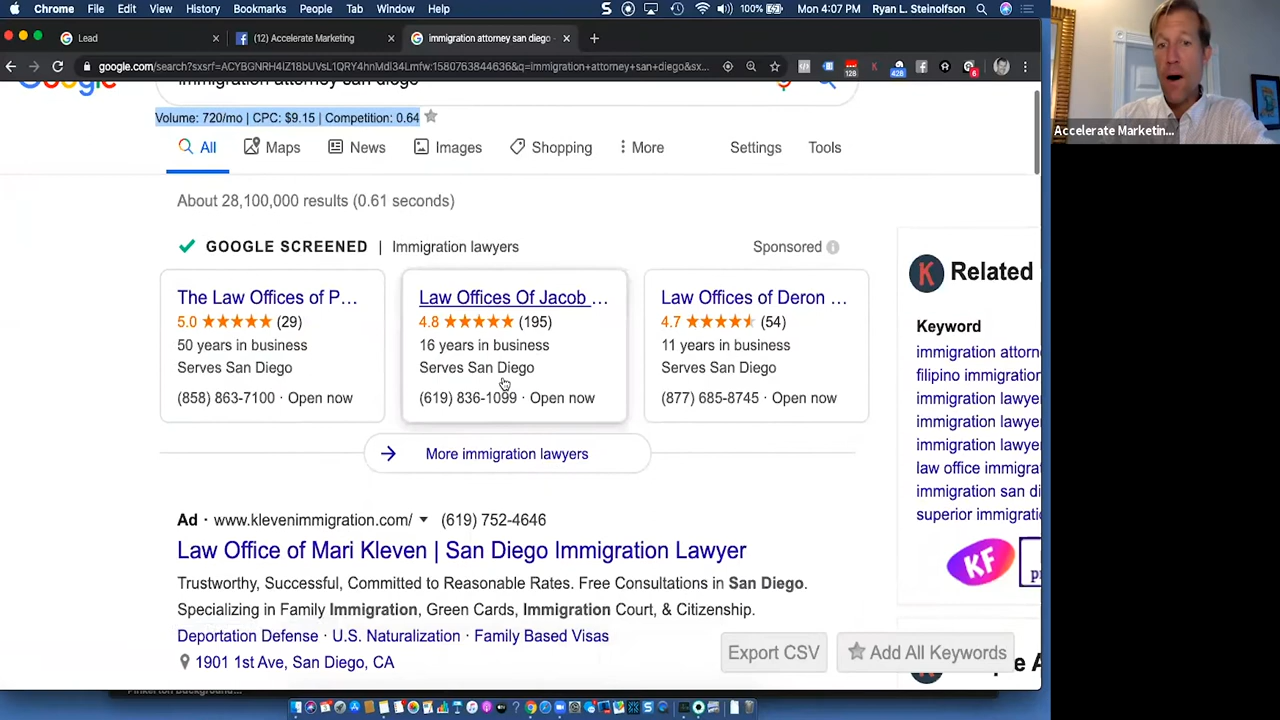 Chrome File Edit View History Bookmarks People Tab Window Help 100% Mon 4:07 PM Ryan L. Steinolfson
Lead
(12) Accelerate Marketing
immigration attorney san diego
google.com/search?sxsrf=ACYBGNRH4IZ18bUVsL1QRY4hnMdl34Lmfw:1580763844636&q=immigration+attorney+san+diego&sx...
128
428
6
immigration attorney san diego
Volume: 720/mo | CPC: $9.15 | Competition: 0.64
All
Maps
News
Images
Shopping
More
Settings
Tools
About 28,100,000 results (0.61 seconds)
GOOGLE SCREENED | Immigration lawyers
Sponsored
The Law Offices of P...
5.0 (29)
50 years in business
Serves San Diego
(858) 863-7100 · Open now
Law Offices Of Jacob ...
4.8 (195)
16 years in business
Serves San Diego
(619) 836-1099 · Open now
Law Offices of Deron ...
4.7 (54)
11 years in business
Serves San Diego
(877) 685-8745 · Open now
More immigration lawyers
Ad · www.klevenimmigration.com/ (619) 752-4646
Law Office of Mari Kleven | San Diego Immigration Lawyer
Trustworthy, Successful, Committed to Reasonable Rates. Free Consultations in San Diego.
Specializing in Family Immigration, Green Cards, Immigration Court, & Citizenship.
Deportation Defense · U.S. Naturalization · Family Based Visas
1901 1st Ave, San Diego, CA
K Related
Keyword
immigration attorn
filipino immigration
immigration lawye
immigration lawye
immigration lawye
law office immigra
immigration san di
superior immigratio
KF
Export CSV
Add All Keywords
Accelerate Marketin...